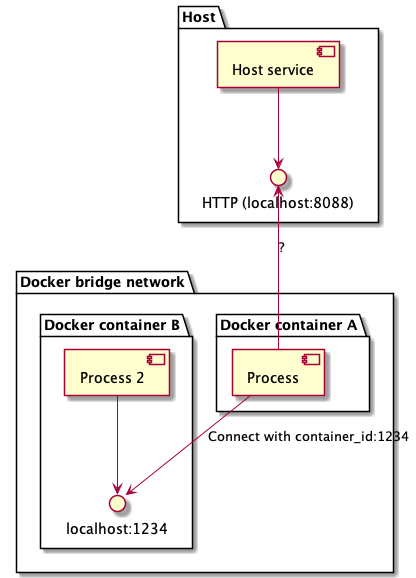 Host
Host service
HTTP (localhost:8088)
?
Docker bridge network
Docker container B
Docker container A
Process 2
Process
Connect with container_id:1234
localhost:1234